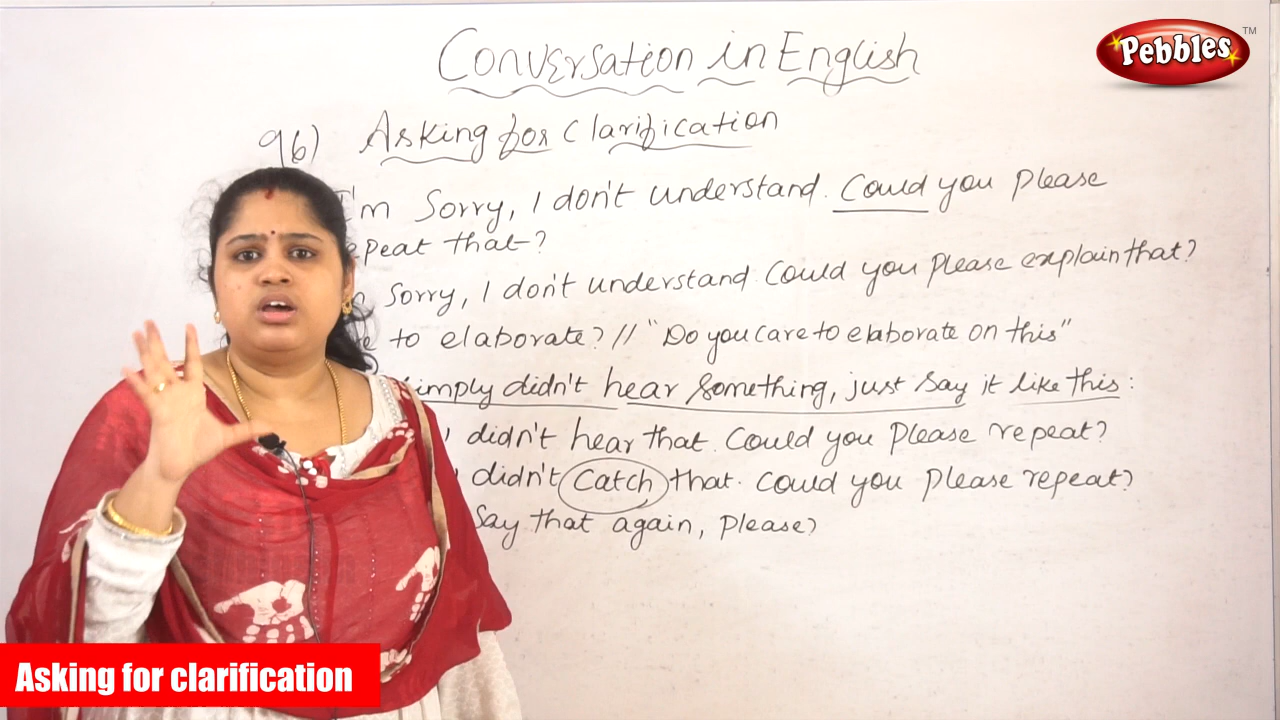 Conversation in English
Pebbles TM
96) Asking for Clarification
I'm Sorry, I don't understand. Could you please
epeat that?
Sorry, I don't understand. Could you please explain that?
to elaborate? // "Do you care to elaborate on this"
simply didn't hear something, just say it like this:
I didn't hear that. Could you please repeat?
didn't Catch that. Could you please repeat?
Say that again, please?
Asking for clarification